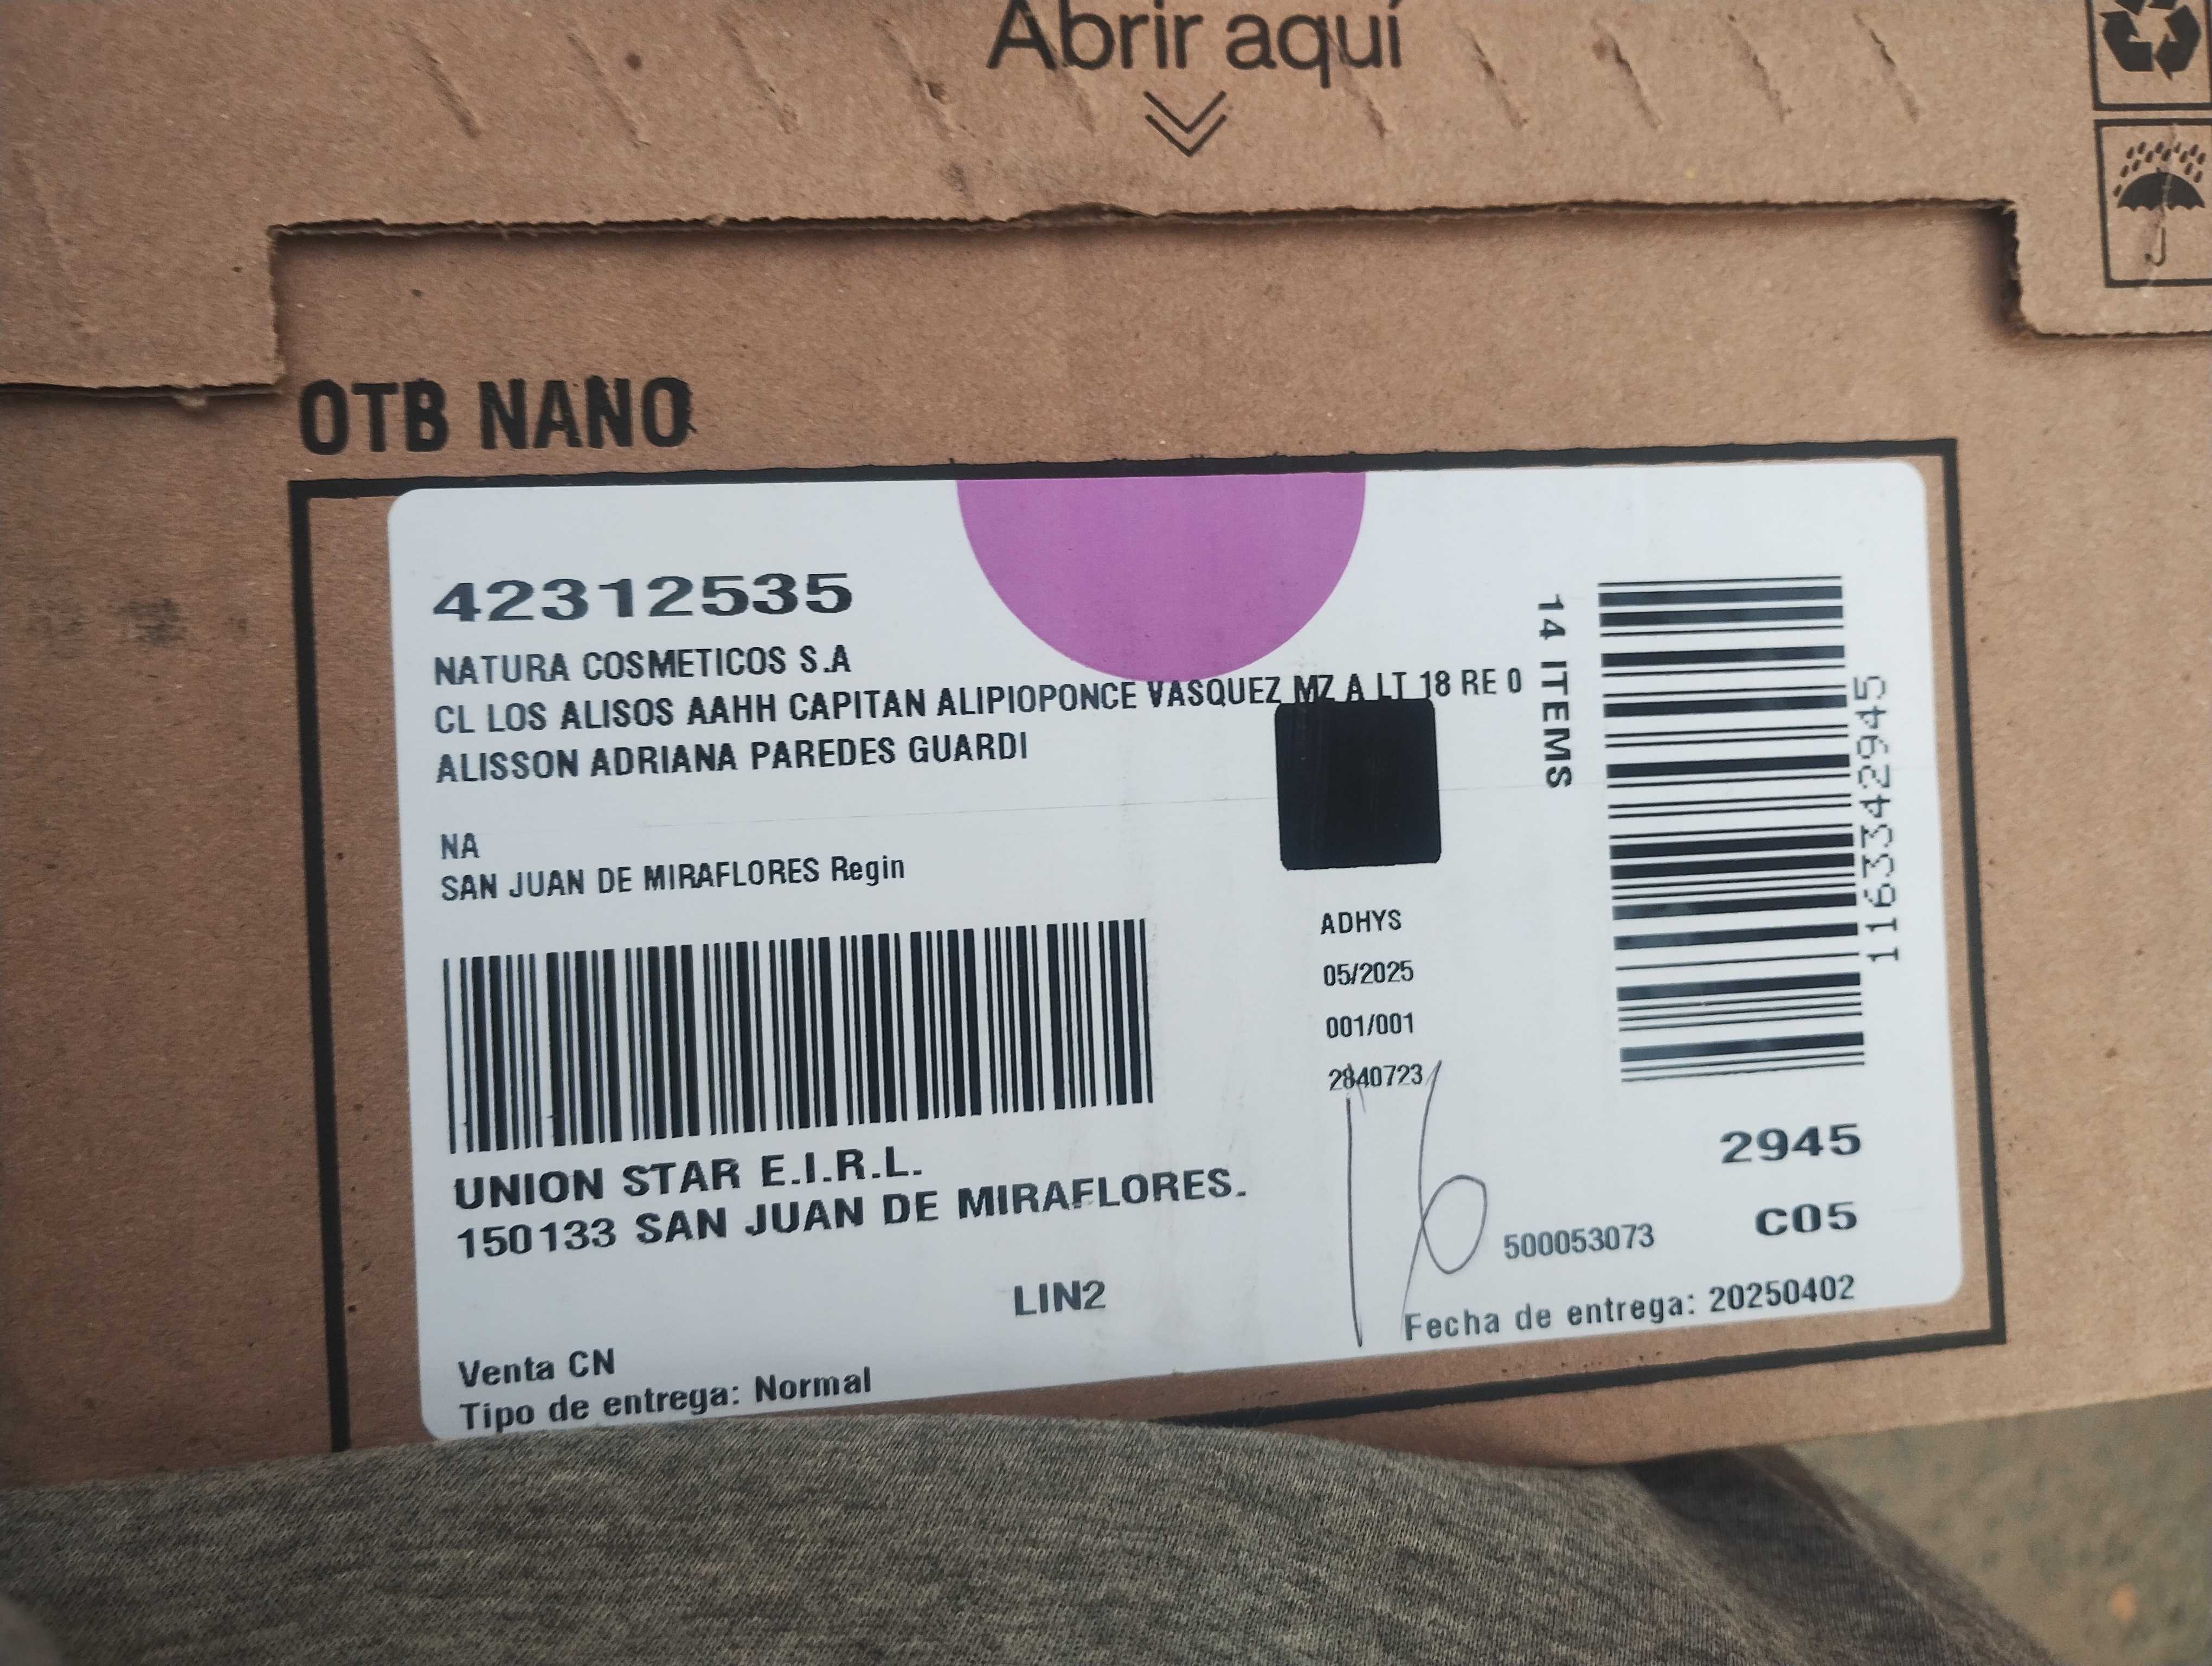 Abrir aquí
OTB NANO
42312535
NATURA COSMETICOS S.A
CL LOS ALISOS AAHH CAPITAN ALIPIOPONCE VASQUEZ MZ A LT 18 RE 0
ALISSON ADRIANA PAREDES GUARDI
NA
SAN JUAN DE MIRAFLORES Regin
14 ITEMS
1163342945
ADHYS
05/2025
001/001
2840723
UNION STAR E.I.R.L.
150133 SAN JUAN DE MIRAFLORES.
16
2945
C05
500053073
LIN2
Fecha de entrega: 20250402
Venta CN
Tipo de entrega: Normal